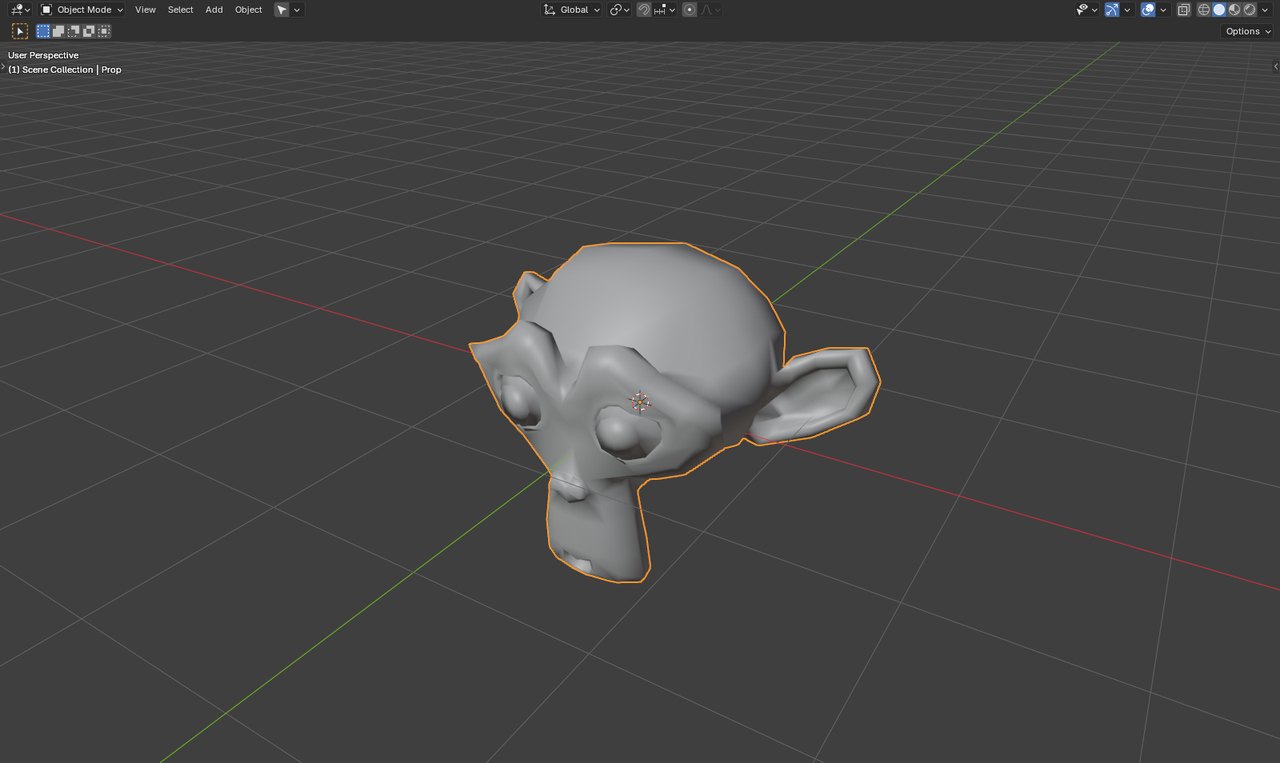 Object Mode View Select Add Object Global
Options
User Perspective
(1) Scene Collection | Prop